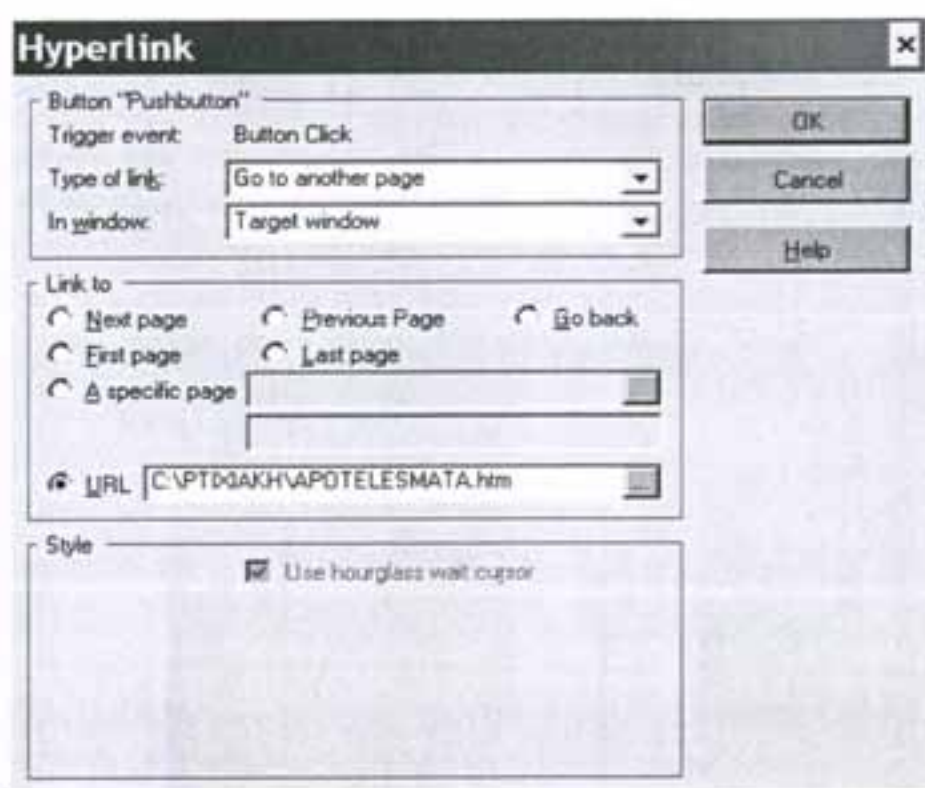 Hyperlink
Button "Pushbutton"
Trigger event: Button Click
Type of link: Go to another page
In window: Target window
OK
Cancel
Help
Link to
Next page Previous Page Go back
First page Last page
A specific page ...
URL C:\PTIXIAKH\APOTELESMATA.htm ...
Style
Use hourglass wait cursor